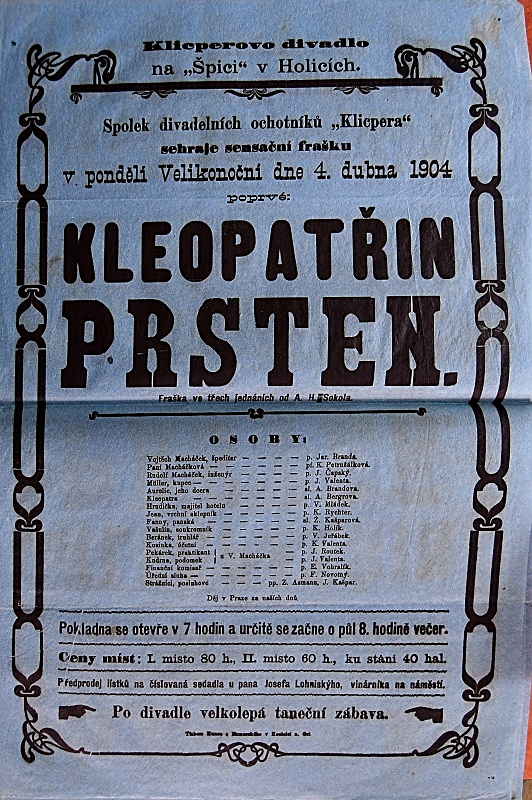 Klicperovo divadlo
na „Špici“ v Holicích.
Spolek divadelních ochotníků „Klicpera“
sehraje sensační frašku
v pondělí Velikonoční dne 4. dubna 1904
poprvé:
KLEOPATŘIN
PRSTEN.
Fraška ve třech jednáních od A. H. Sokola.
OSOBY:
Vojtěch Macháček, špediter — — — — p. Jar. Branda.
Paní Macháčková — — — — — pí. K. Petružálková.
Rudolf Macháček, inženýr — — — — p. J. Čapský.
Müller, kupec — — — — — p. J. Valenta.
Aurelie, jeho dcera — — — — sl. A. Brandova.
Kleopatra — — — — — sl. A. Bergrova.
Hrudička, majitel hotelu — — — — p. V. Mládek.
Jean, vrchní sklepník — — — — p. K. Rychter.
Fanny, panská — — — — — sl. Ž. Kašparová.
Vašulín, soukromník — — — — p. K. Holík.
Beránek, truhlář — — — — p. V. Jeřábek.
Kosinka, účetní — — — — p. K. Valenta.
Pekárek, praktikant } u V. Macháčka — — p. J. Routek.
Kudrna, podomek — — p. J. Valenta.
Finanční komisař — — — — p. E. Vohralík.
Úřední sluha — — — — — p. F. Novotný.
Strážníci, posluhové — — — pp. Z. Asmann, J. Kašpar.
Děj v Praze za našich dnů.
Pokladna se otevře v 7 hodin a určitě se začne o půl 8. hodině večer.
Ceny míst: I. místo 80 h., II. místo 60 h., ku stání 40 hal.
Předprodej lístků na číslovaná sedadla u pana Josefa Lohniského, vinárníka na náměstí.
Po divadle velkolepá taneční zábava.